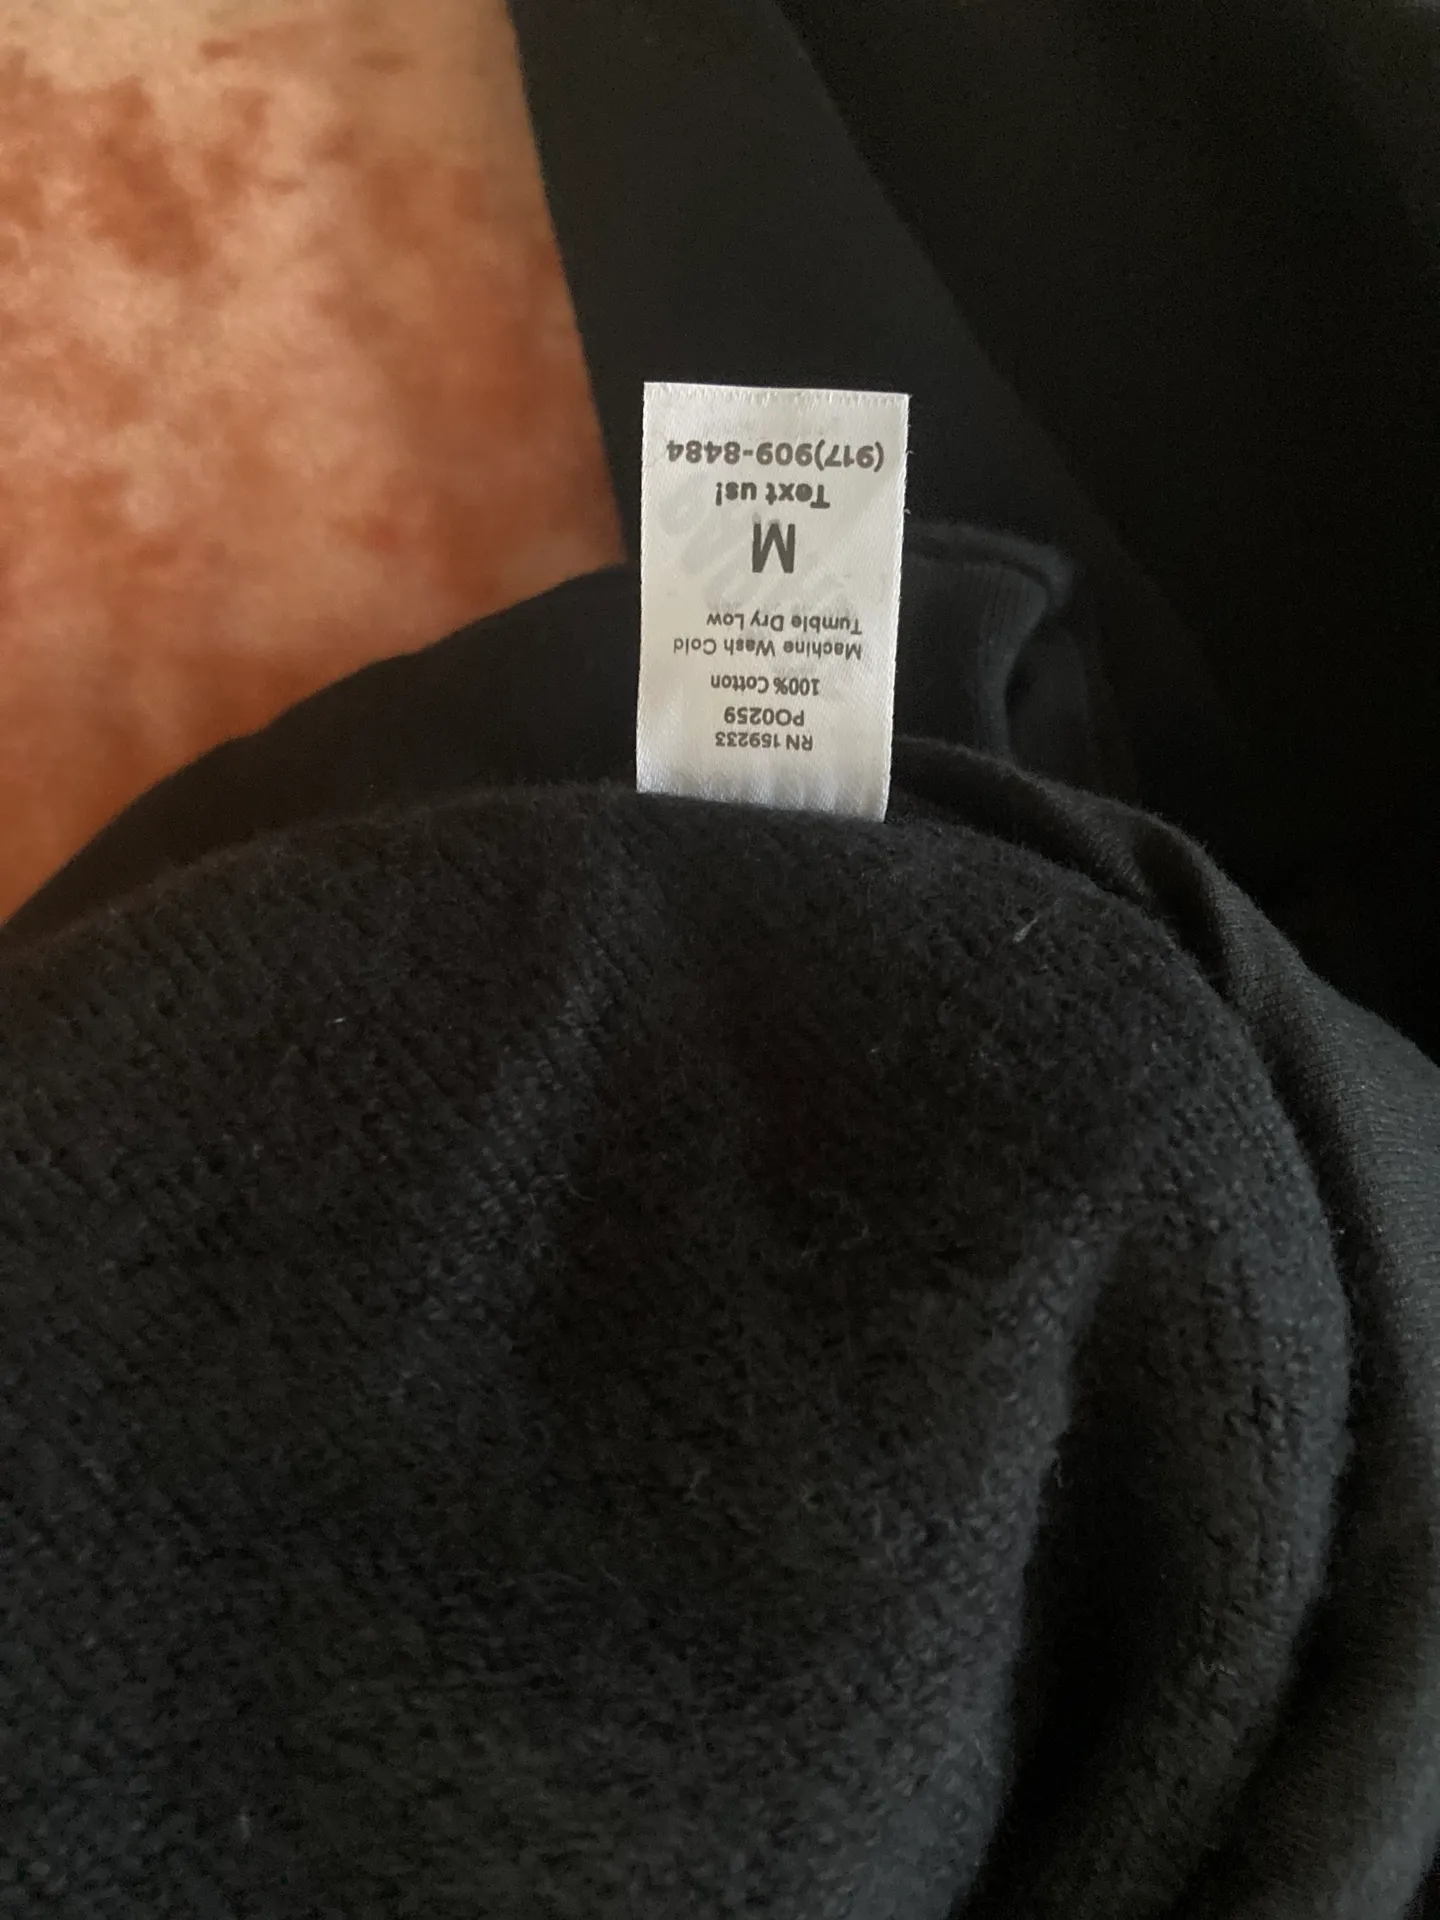 RN 159233
PO0259
100% Cotton
Machine Wash Cold
Tumble Dry Low
M
Text us!
(917)909-8484